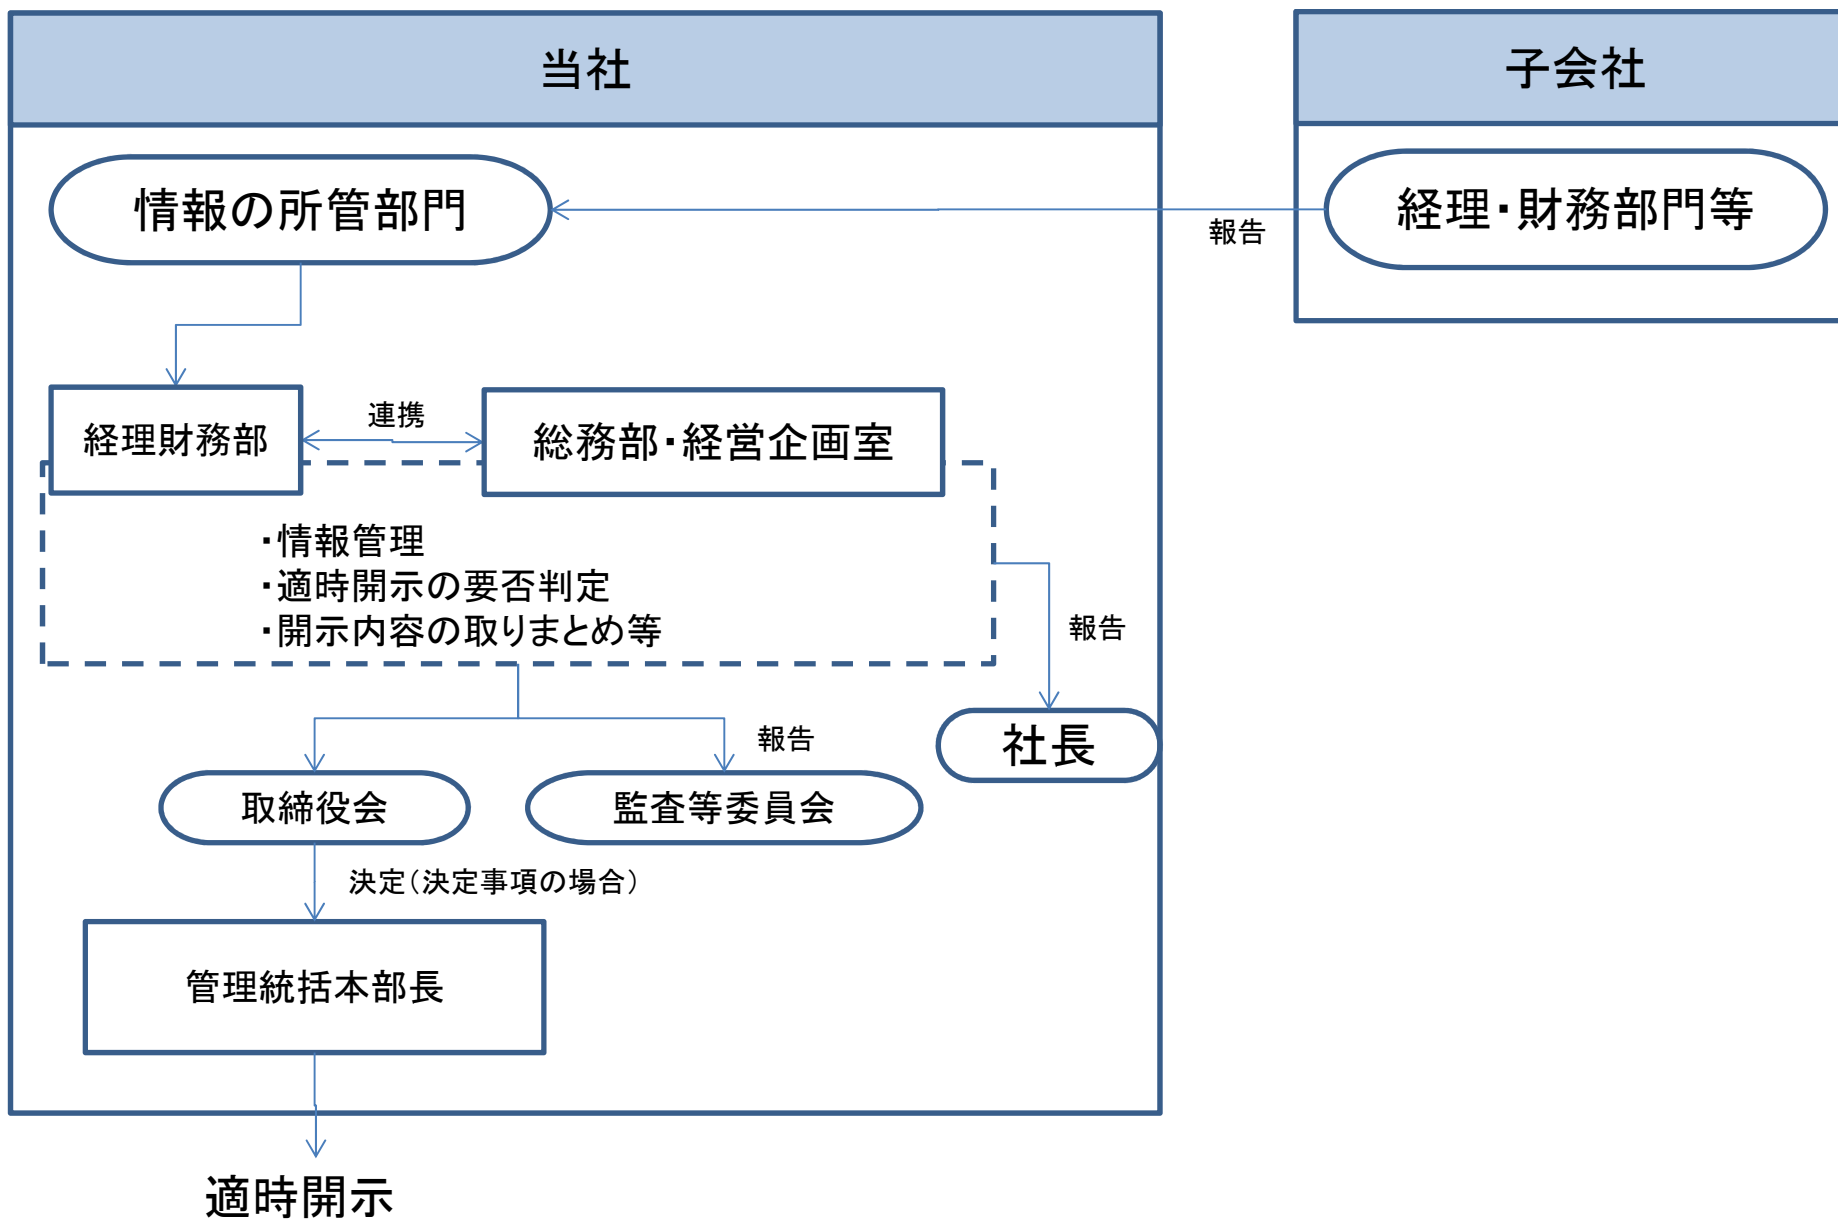 当社
子会社
情報の所管部門
経理・財務部門等
報告
経理財務部
連携
総務部・経営企画室
・情報管理
・適時開示の要否判定
・開示内容の取りまとめ等
報告
報告
社長
取締役会
監査等委員会
決定（決定事項の場合）
管理統括本部長
適時開示